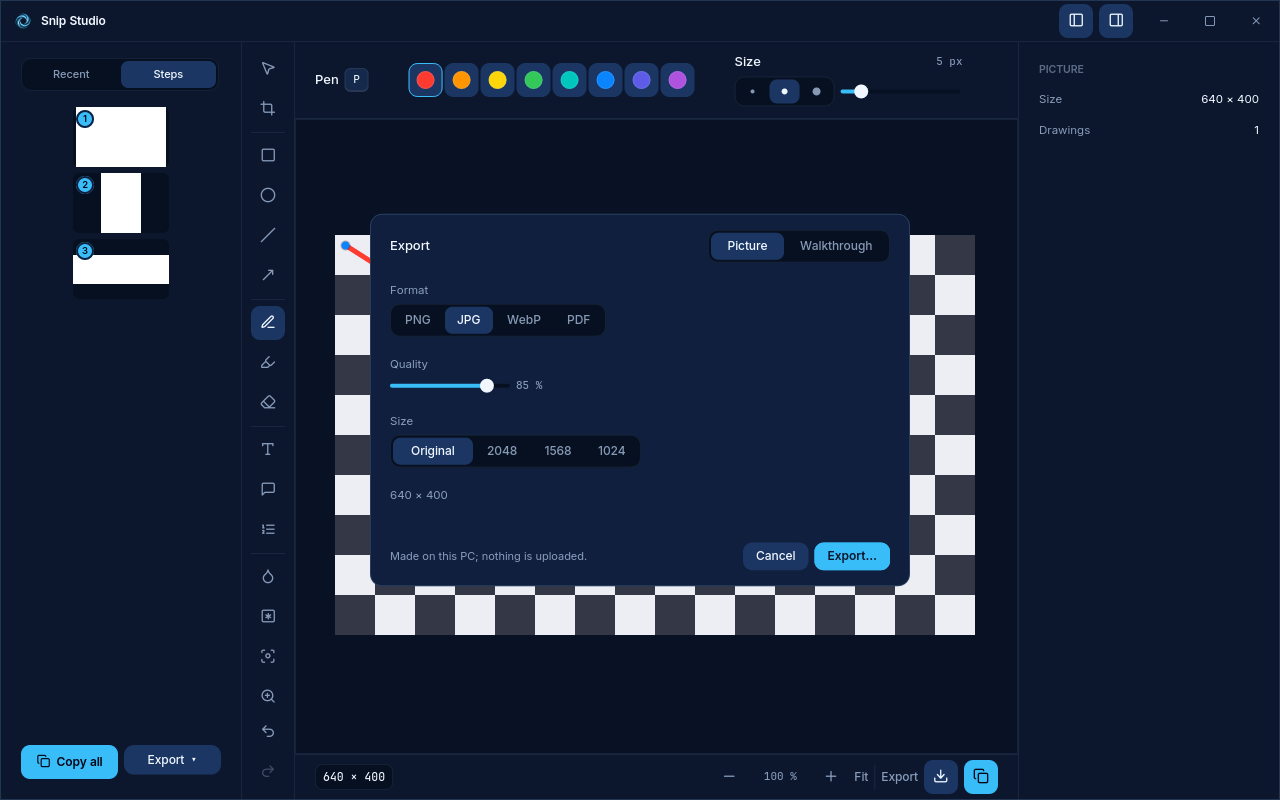 Snip Studio
Recent
Steps
1
2
3
Copy all
Export
Pen
P
Size
5 px
PICTURE
Size
640 × 400
Drawings
1
Export
Picture
Walkthrough
Format
PNG
JPG
WebP
PDF
Quality
85 %
Size
Original
2048
1568
1024
640 × 400
Made on this PC; nothing is uploaded.
Cancel
Export...
640 × 400
100 %
Fit
Export